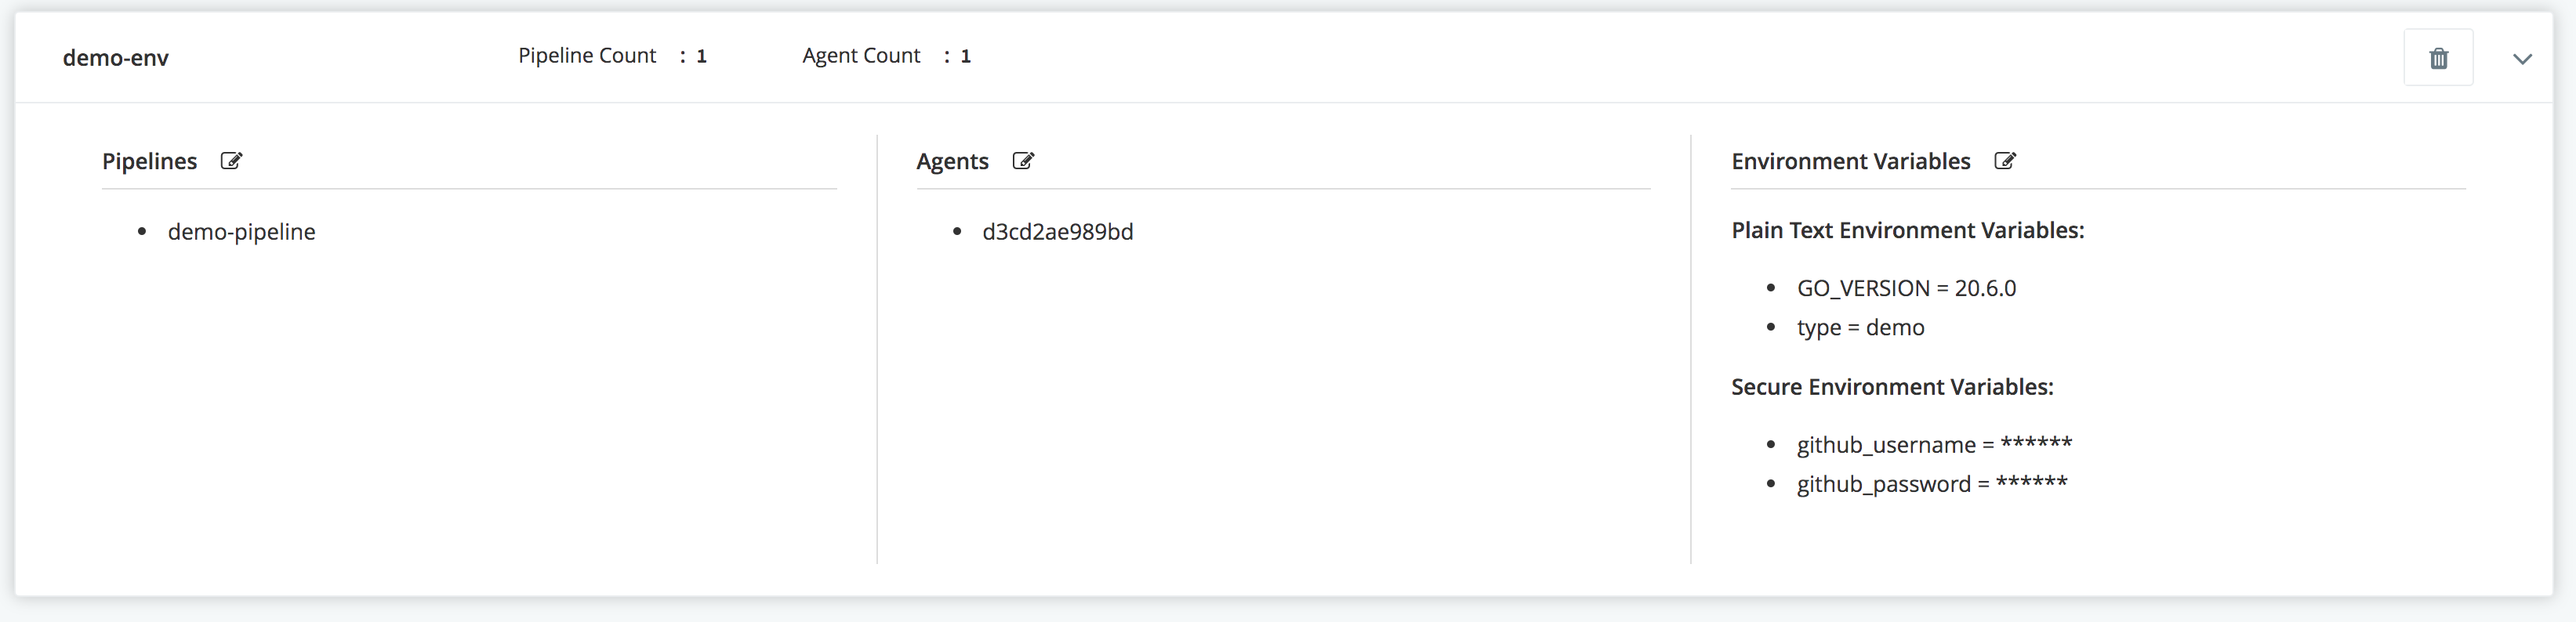 demo-env
Pipeline Count : 1
Agent Count : 1
Pipelines
demo-pipeline
Agents
d3cd2ae989bd
Environment Variables
Plain Text Environment Variables:
GO_VERSION = 20.6.0
type = demo
Secure Environment Variables:
github_username = ******
github_password = ******